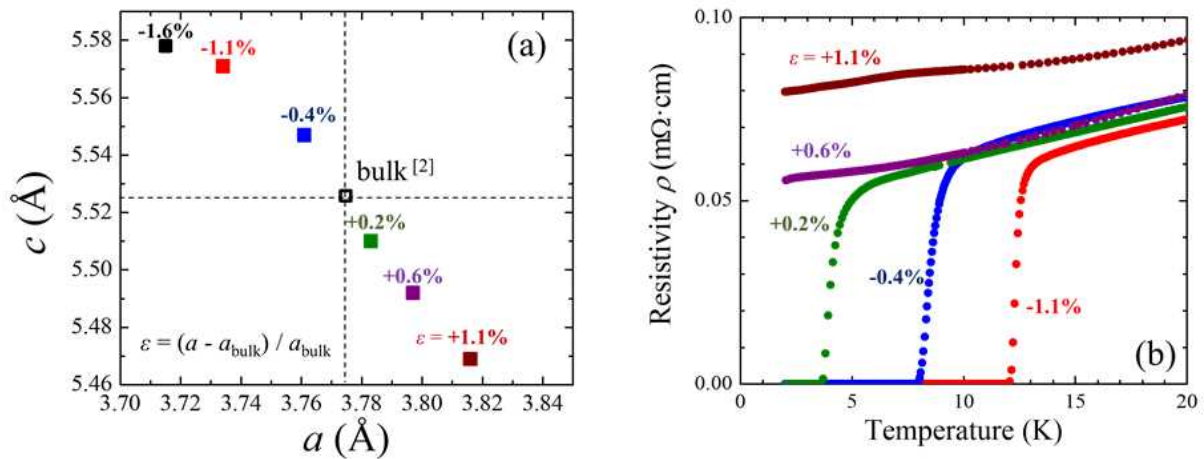 (a)
-1.6%
-1.1%
-0.4%
bulk [2]
+0.2%
+0.6%
ε = +1.1%
ε = (a - a_bulk) / a_bulk
c (Å)
5.58
5.56
5.54
5.52
5.50
5.48
5.46
3.70 3.72 3.74 3.76 3.78 3.80 3.82 3.84
a (Å)
(b)
ε = +1.1%
+0.6%
+0.2%
-0.4%
-1.1%
Resistivity ρ (mΩ·cm)
0.10
0.05
0.00
0 5 10 15 20
Temperature (K)